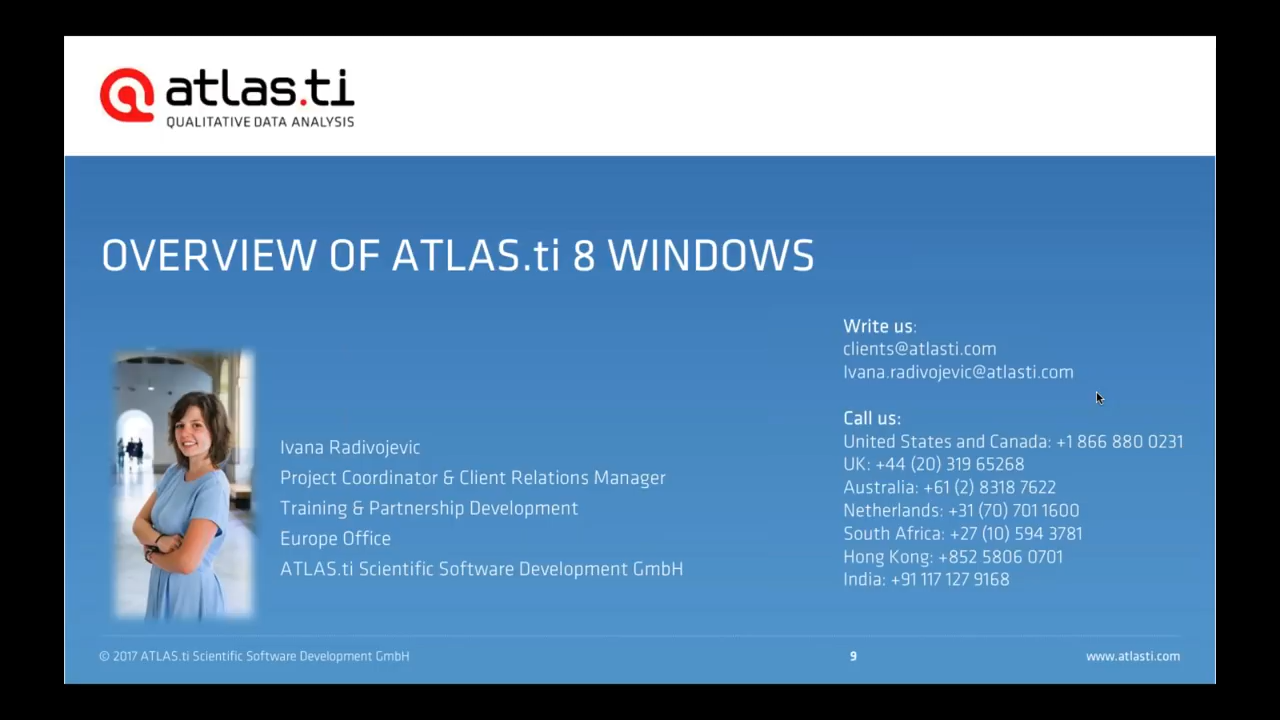 atlas.ti
QUALITATIVE DATA ANALYSIS
OVERVIEW OF ATLAS.ti 8 WINDOWS
Ivana Radivojevic
Project Coordinator & Client Relations Manager
Training & Partnership Development
Europe Office
ATLAS.ti Scientific Software Development GmbH
Write us:
clients@atlasti.com
Ivana.radivojevic@atlasti.com
Call us:
United States and Canada: +1 866 880 0231
UK: +44 (20) 319 65268
Australia: +61 (2) 8318 7622
Netherlands: +31 (70) 701 1600
South Africa: +27 (10) 594 3781
Hong Kong: +852 5806 0701
India: +91 117 127 9168
© 2017 ATLAS.ti Scientific Software Development GmbH
9
www.atlasti.com